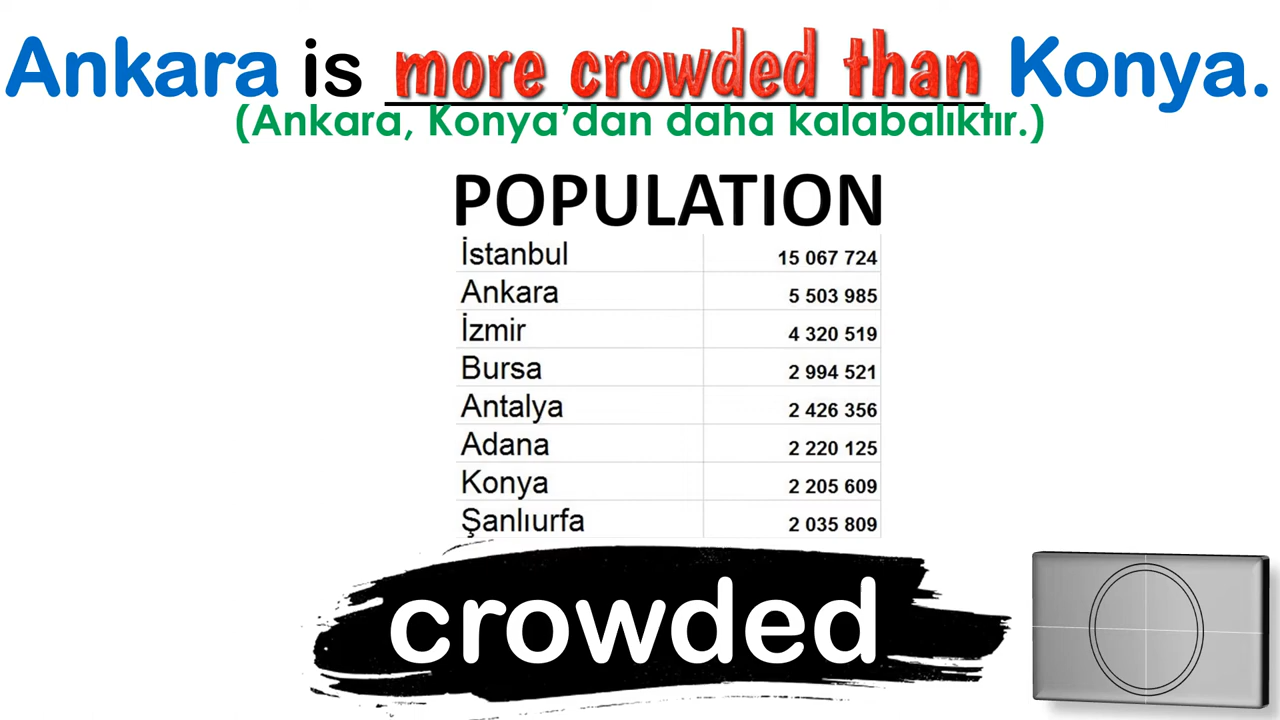 Ankara is more crowded than Konya.
(Ankara, Konya’dan daha kalabalıktır.)
POPULATION
İstanbul 15 067 724
Ankara 5 503 985
İzmir 4 320 519
Bursa 2 994 521
Antalya 2 426 356
Adana 2 220 125
Konya 2 205 609
Şanlıurfa 2 035 809
crowded